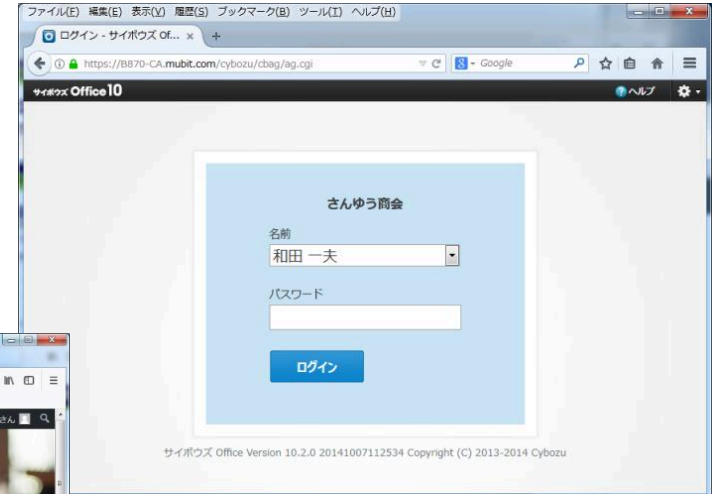 ファイル(F) 編集(E) 表示(V) 履歴(S) ブックマーク(B) ツール(T) ヘルプ(H)
ログイン - サイボウズ Of... × +
https://B870-CA.mubit.com/cybozu/cbag/ag.cgi 8 - Google
サイボウズ Office10 ヘルプ
さんゆう商会
名前
和田 一夫
パスワード
ログイン
さん
サイボウズ Office Version 10.2.0 20141007112534 Copyright (C) 2013-2014 Cybozu